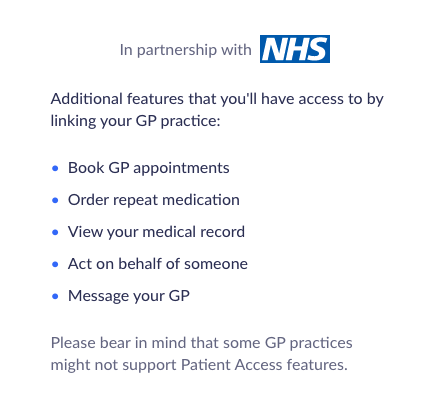 In partnership with NHS
Additional features that you'll have access to by
linking your GP practice:
• Book GP appointments
• Order repeat medication
• View your medical record
• Act on behalf of someone
• Message your GP
Please bear in mind that some GP practices
might not support Patient Access features.